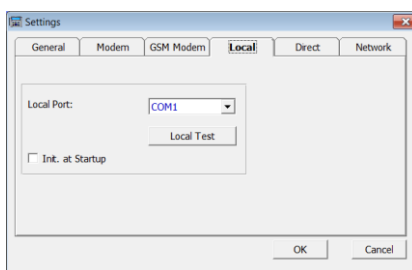 Settings
General Modem GSM Modem Local Direct Network
Local Port: COM1
Local Test
Init. at Startup
OK Cancel